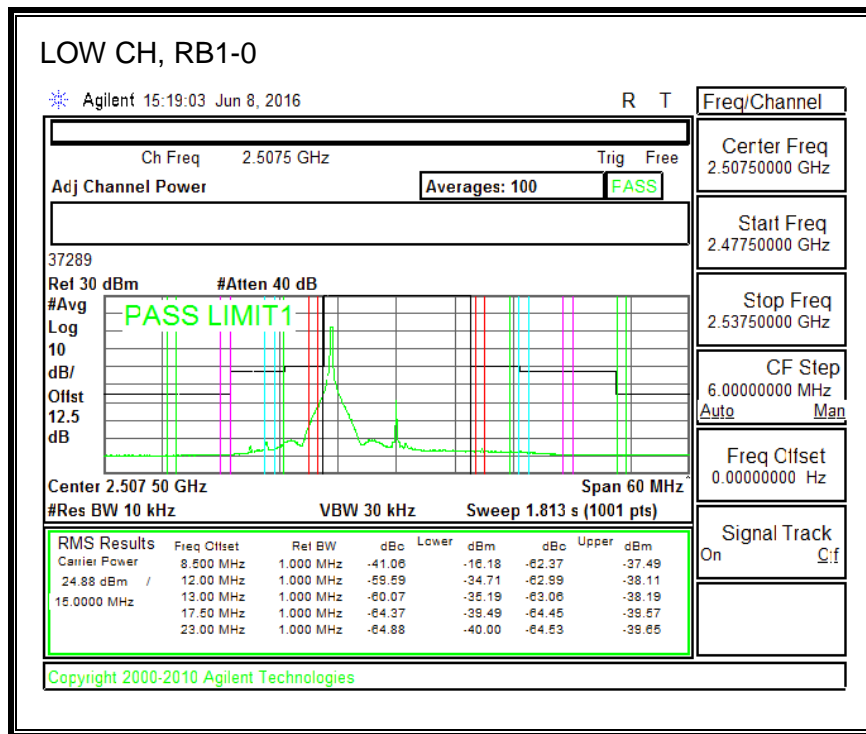 LOW CH, RB1-0
Agilent 15:19:03 Jun 8, 2016 R T
Freq/Channel
Ch Freq 2.5075 GHz Trig Free
Adj Channel Power Averages: 100 PASS
Center Freq
2.50750000 GHz
Start Freq
2.47750000 GHz
Stop Freq
2.53750000 GHz
CF Step
6.00000000 MHz
Auto Man
Freq Offset
0.00000000 Hz
Signal Track
On Off
37289
Ref 30 dBm #Atten 40 dB
#Avg
Log
10
dB/
Offst
12.5
dB
PASS LIMIT1
Center 2.507 50 GHz Span 60 MHz
#Res BW 10 kHz VBW 30 kHz Sweep 1.813 s (1001 pts)
RMS Results Freq Offset Ref BW dBc Lower dBm dBc Upper dBm
Carrier Power 8.500 MHz 1.000 MHz -41.06 -16.18 -62.37 -37.49
24.88 dBm / 12.00 MHz 1.000 MHz -59.59 -34.71 -62.99 -38.11
15.0000 MHz 13.00 MHz 1.000 MHz -60.07 -35.19 -63.06 -38.19
17.50 MHz 1.000 MHz -64.37 -39.49 -64.45 -39.57
23.00 MHz 1.000 MHz -64.88 -40.00 -64.53 -39.65
Copyright 2000-2010 Agilent Technologies